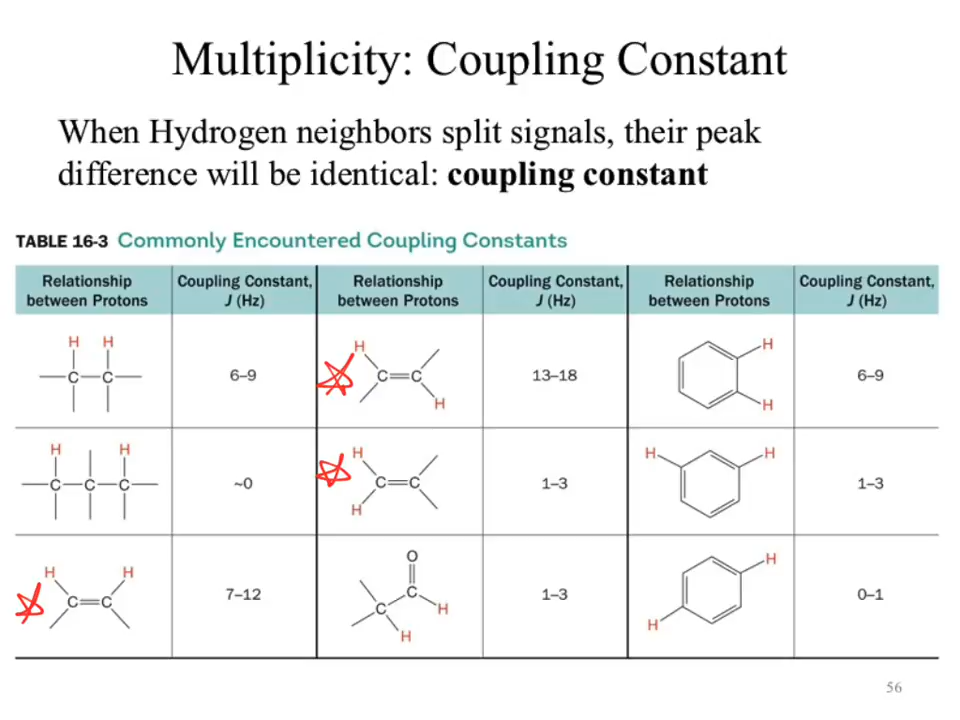 Multiplicity: Coupling Constant
When Hydrogen neighbors split signals, their peak
difference will be identical: coupling constant
TABLE 16-3 Commonly Encountered Coupling Constants
Relationship between Protons Coupling Constant, J (Hz) Relationship between Protons Coupling Constant, J (Hz) Relationship between Protons Coupling Constant, J (Hz)
H H
C C
6–9
H
C C
H
13–18
H
H
6–9
H H
C C C
~0
H
C C
H
1–3
H H
1–3
H H
C C
7–12
O
C
C H
H
1–3
H
H
0–1
56